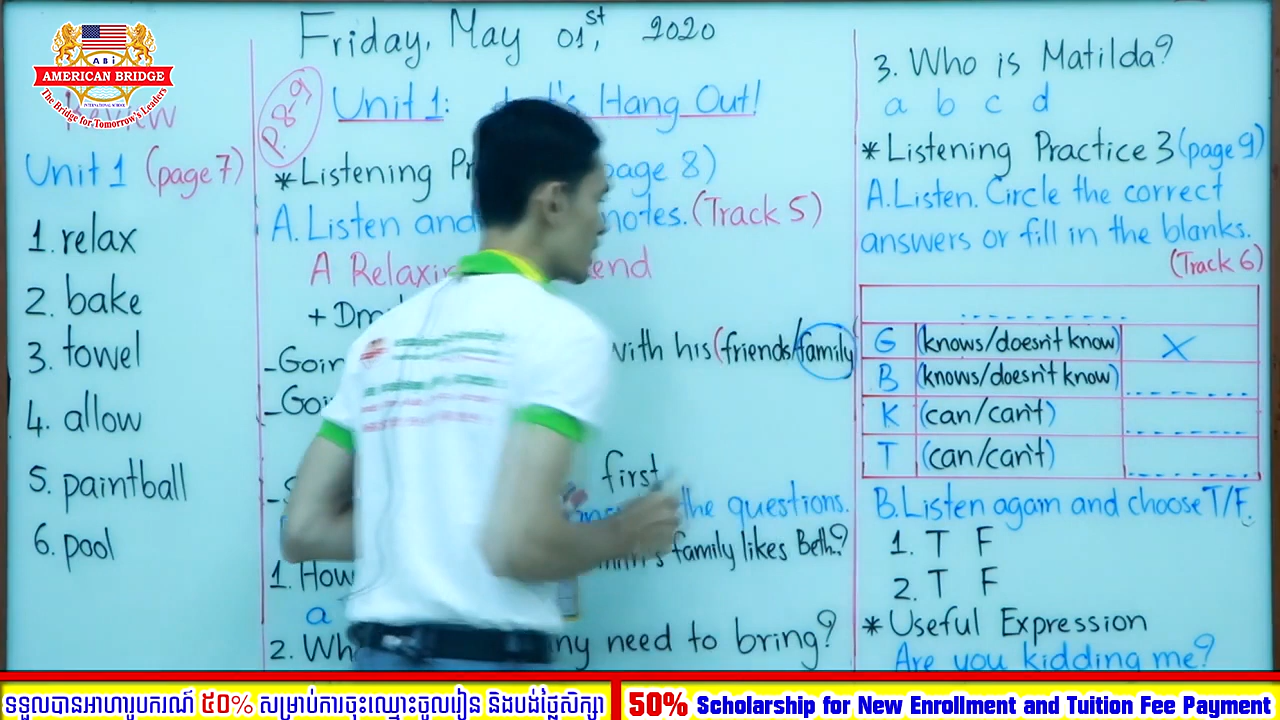 ABi
AMERICAN BRIDGE
INTERNATIONAL SCHOOL
The Bridge for Tomorrow's Leaders
Review
Unit 1 (page 7)
1. relax
2. bake
3. towel
4. allow
5. paintball
6. pool
Friday, May 01st, 2020
P.8-9
Unit 1: Hang Out!
*Listening page 8)
A. Listen and notes. (Track 5)
A
+
with his (friends/family
_
_
first
the questions.
1. How family likes Beth?
a
2. need to bring?
3. Who is Matilda?
a b c d
*Listening Practice 3 (page 9)
A. Listen. Circle the correct
answers or fill in the blanks.
(Track 6)
G (knows/doesn't know) X
B (knows/doesn't know)
K (can/can't)
T (can/can't)
B. Listen again and choose T/F.
1. T F
2. T F
*Useful Expression
Are you kidding me?
ទទួលបានអាហារូបករណ៍ ៥០% សម្រាប់ការចុះឈ្មោះចូលរៀន និងបង់ថ្លៃសិក្សា
50% Scholarship for New Enrollment and Tuition Fee Payment